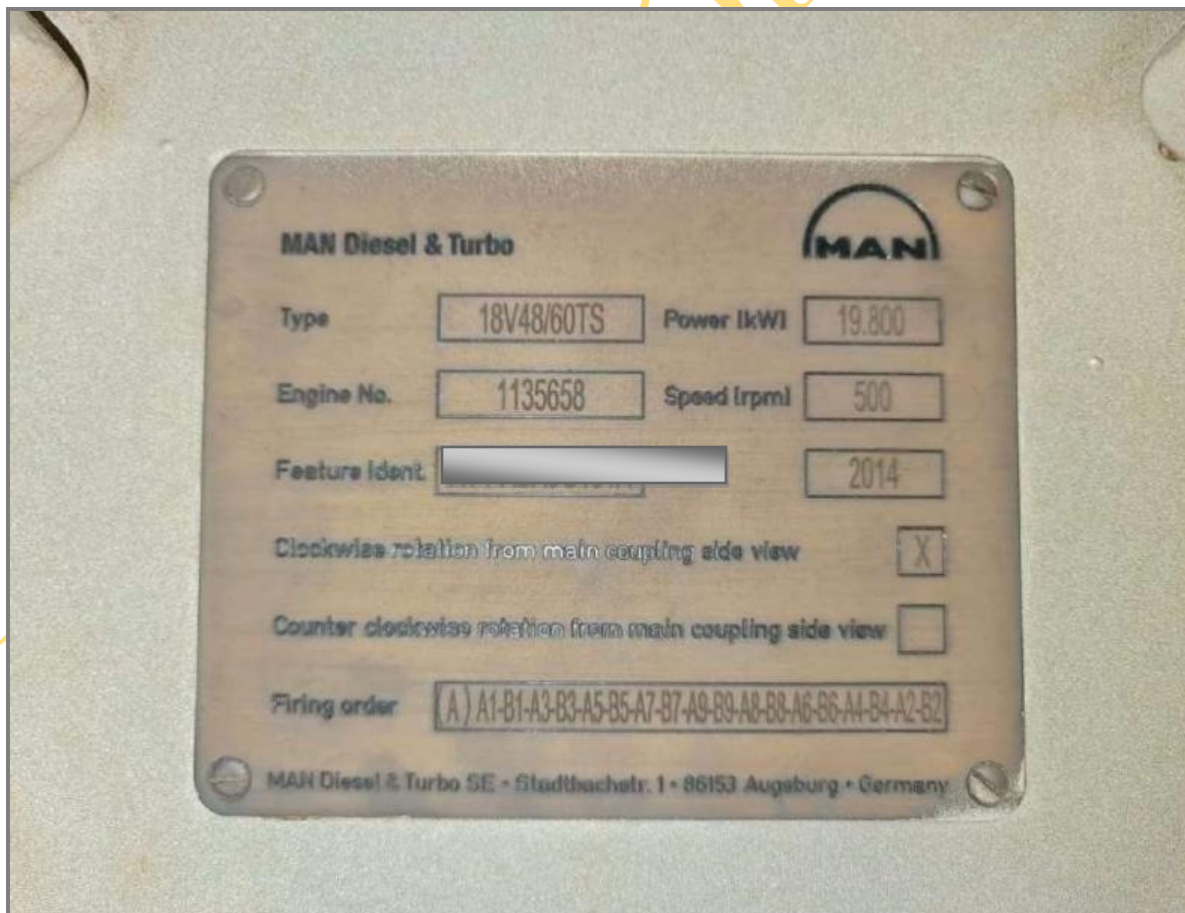 MAN Diesel & Turbo
MAN
Type 18V48/60TS Power [kW] 19.800
Engine No. 1135658 Speed [rpm] 500
Feature Ident. 2014
Clockwise rotation from main coupling side view X
Counter clockwise rotation from main coupling side view
Firing order (A) A1-B1-A3-B3-A5-B5-A7-B7-A9-B9-A8-B8-A6-B6-A4-B4-A2-B2
MAN Diesel & Turbo SE • Stadtbachstr. 1 • 86153 Augsburg • Germany